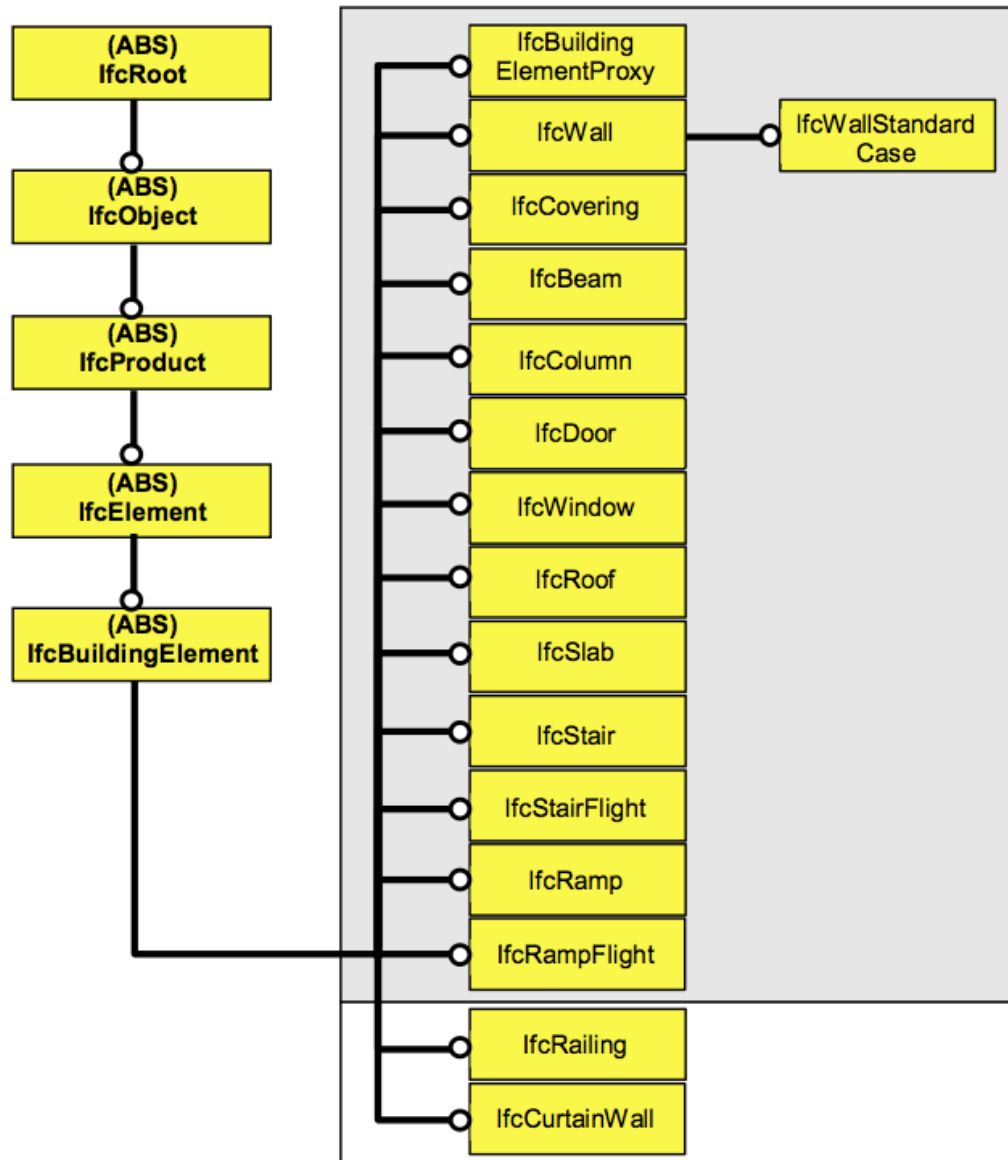 (ABS)
IfcRoot
(ABS)
IfcObject
(ABS)
IfcProduct
(ABS)
IfcElement
(ABS)
IfcBuildingElement
IfcBuilding
ElementProxy
IfcWall
IfcWallStandard
Case
IfcCovering
IfcBeam
IfcColumn
IfcDoor
IfcWindow
IfcRoof
IfcSlab
IfcStair
IfcStairFlight
IfcRamp
IfcRampFlight
IfcRailing
IfcCurtainWall